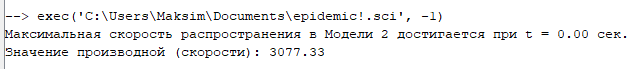 --> exec('C:\Users\Maksim\Documents\epidemic!.sci', -1)
Максимальная скорость распространения в Модели 2 достигается при t = 0.00 сек.
Значение производной (скорости): 3077.33